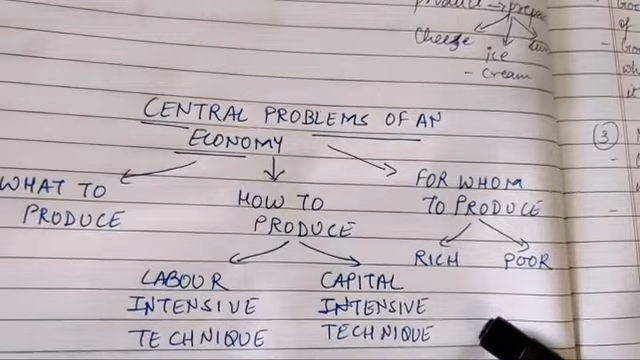 Cheese
ice
- cream
CENTRAL PROBLEMS OF AN
ECONOMY
WHAT TO
PRODUCE
HOW TO
PRODUCE
FOR WHOM
TO PRODUCE
LABOUR
INTENSIVE
TECHNIQUE
CAPITAL
INTENSIVE
TECHNIQUE
RICH
POOR
of
3